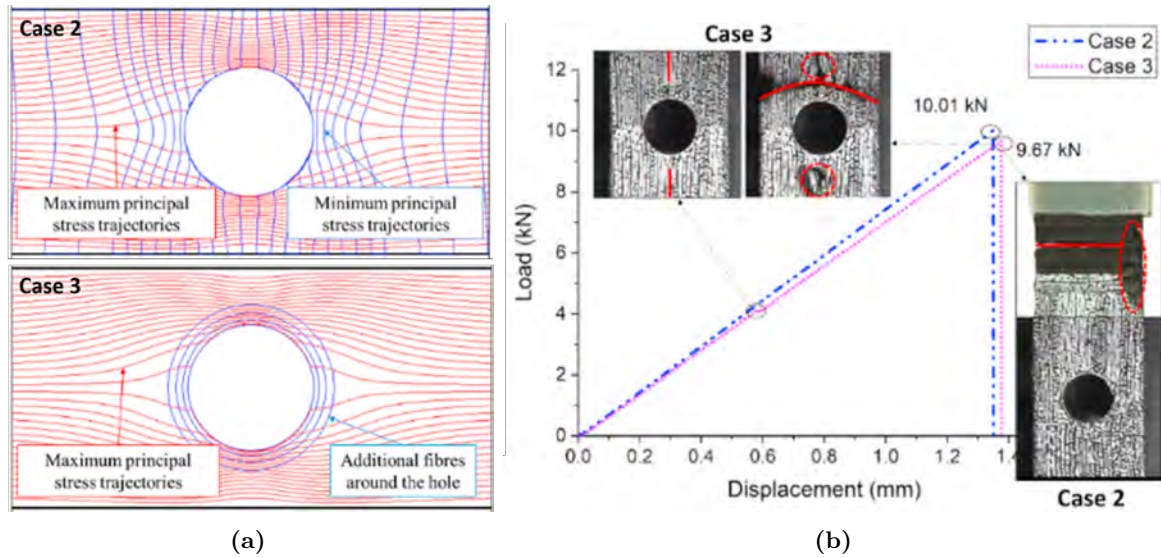 Case 2
Maximum principal
stress trajectories
Minimum principal
stress trajectories
Case 3
Maximum principal
stress trajectories
Additional fibres
around the hole
(a)
Case 3
Case 2
Case 3
10.01 kN
9.67 kN
12
10
8
6
4
2
0
Load (kN)
0.0 0.2 0.4 0.6 0.8 1.0 1.2 1.4
Displacement (mm)
Case 2
(b)